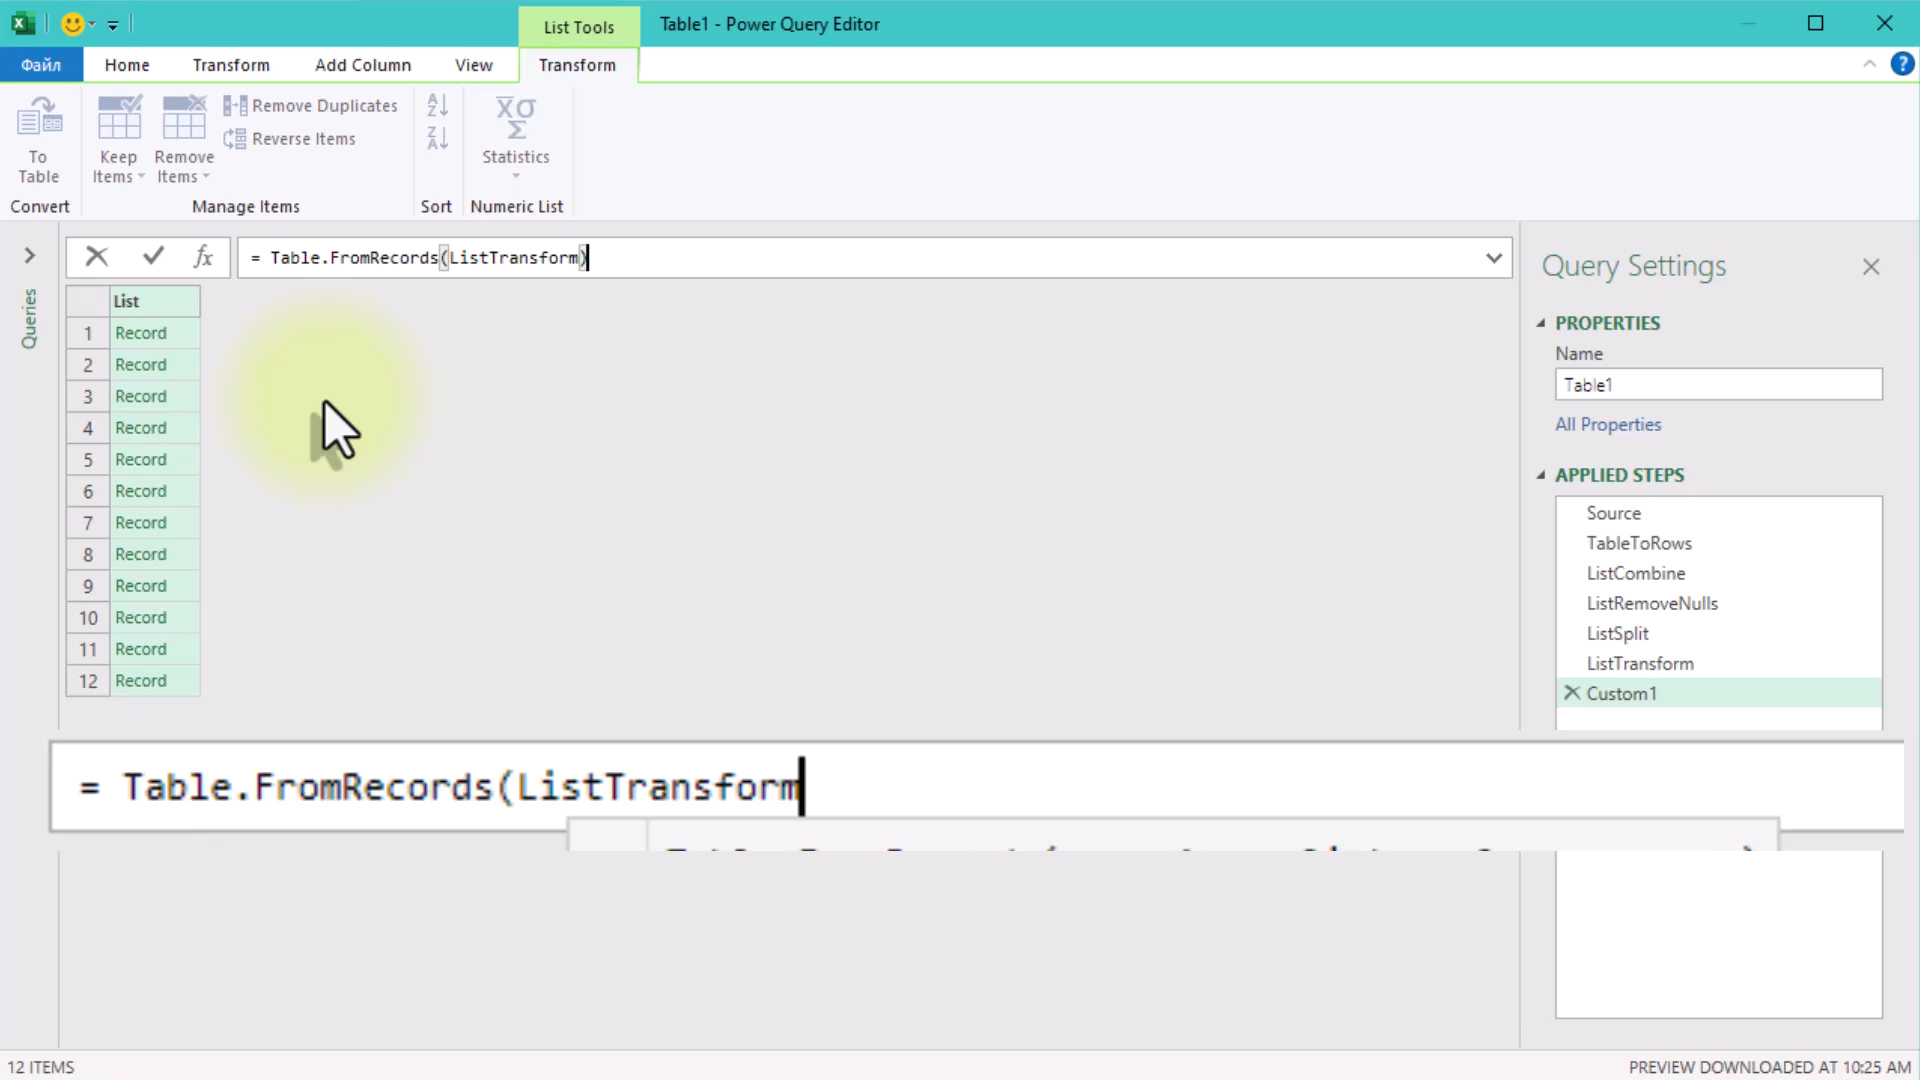 List Tools
Table1 - Power Query Editor
Файл
Home
Transform
Add Column
View
Transform
?
To Table
Keep Items
Remove Items
Remove Duplicates
Reverse Items
Statistics
Convert
Manage Items
Sort
Numeric List
Queries
fx
= Table.FromRecords(ListTransform)
List
1 Record
2 Record
3 Record
4 Record
5 Record
6 Record
7 Record
8 Record
9 Record
10 Record
11 Record
12 Record
Query Settings
PROPERTIES
Name
Table1
All Properties
APPLIED STEPS
Source
TableToRows
ListCombine
ListRemoveNulls
ListSplit
ListTransform
Custom1
= Table.FromRecords(ListTransform
12 ITEMS
PREVIEW DOWNLOADED AT 10:25 AM